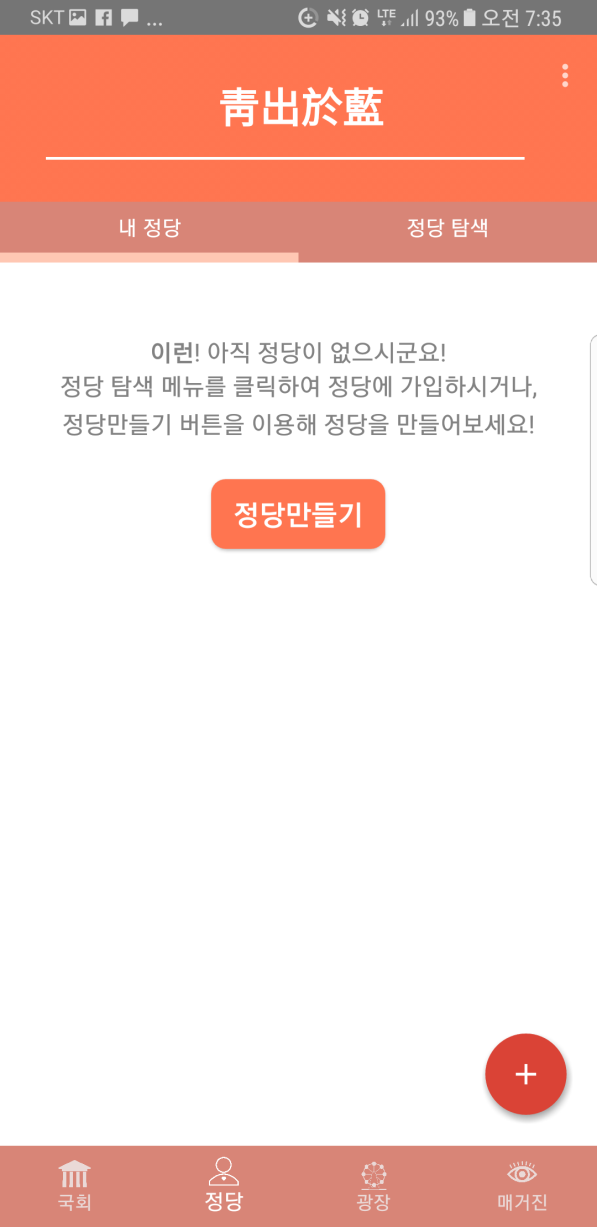 SKT ... LTE 93% 오전 7:35
靑出於藍
내 정당
정당 탐색
이런! 아직 정당이 없으시군요!
정당 탐색 메뉴를 클릭하여 정당에 가입하시거나,
정당만들기 버튼을 이용해 정당을 만들어보세요!
정당만들기
+
국회
정당
광장
매거진